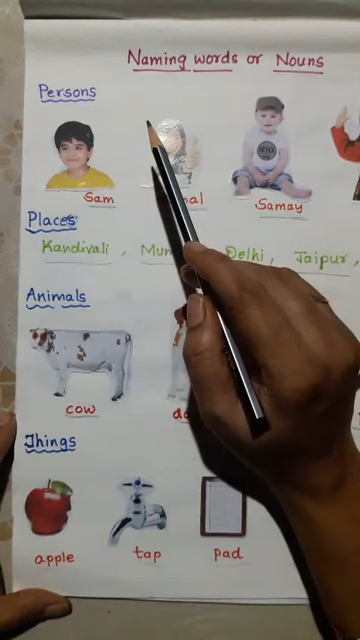 Naming words or Nouns
Persons
Sam Samay
Places
Kandivali, Delhi, Jaipur,
Animals
cow
Things
apple tap pad